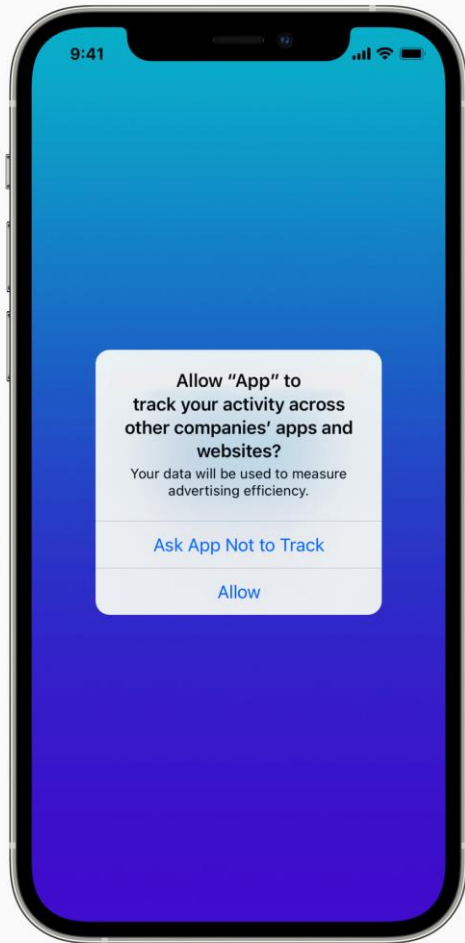 9:41
Allow “App” to
track your activity across
other companies’ apps and
websites?
Your data will be used to measure
advertising efficiency.
Ask App Not to Track
Allow